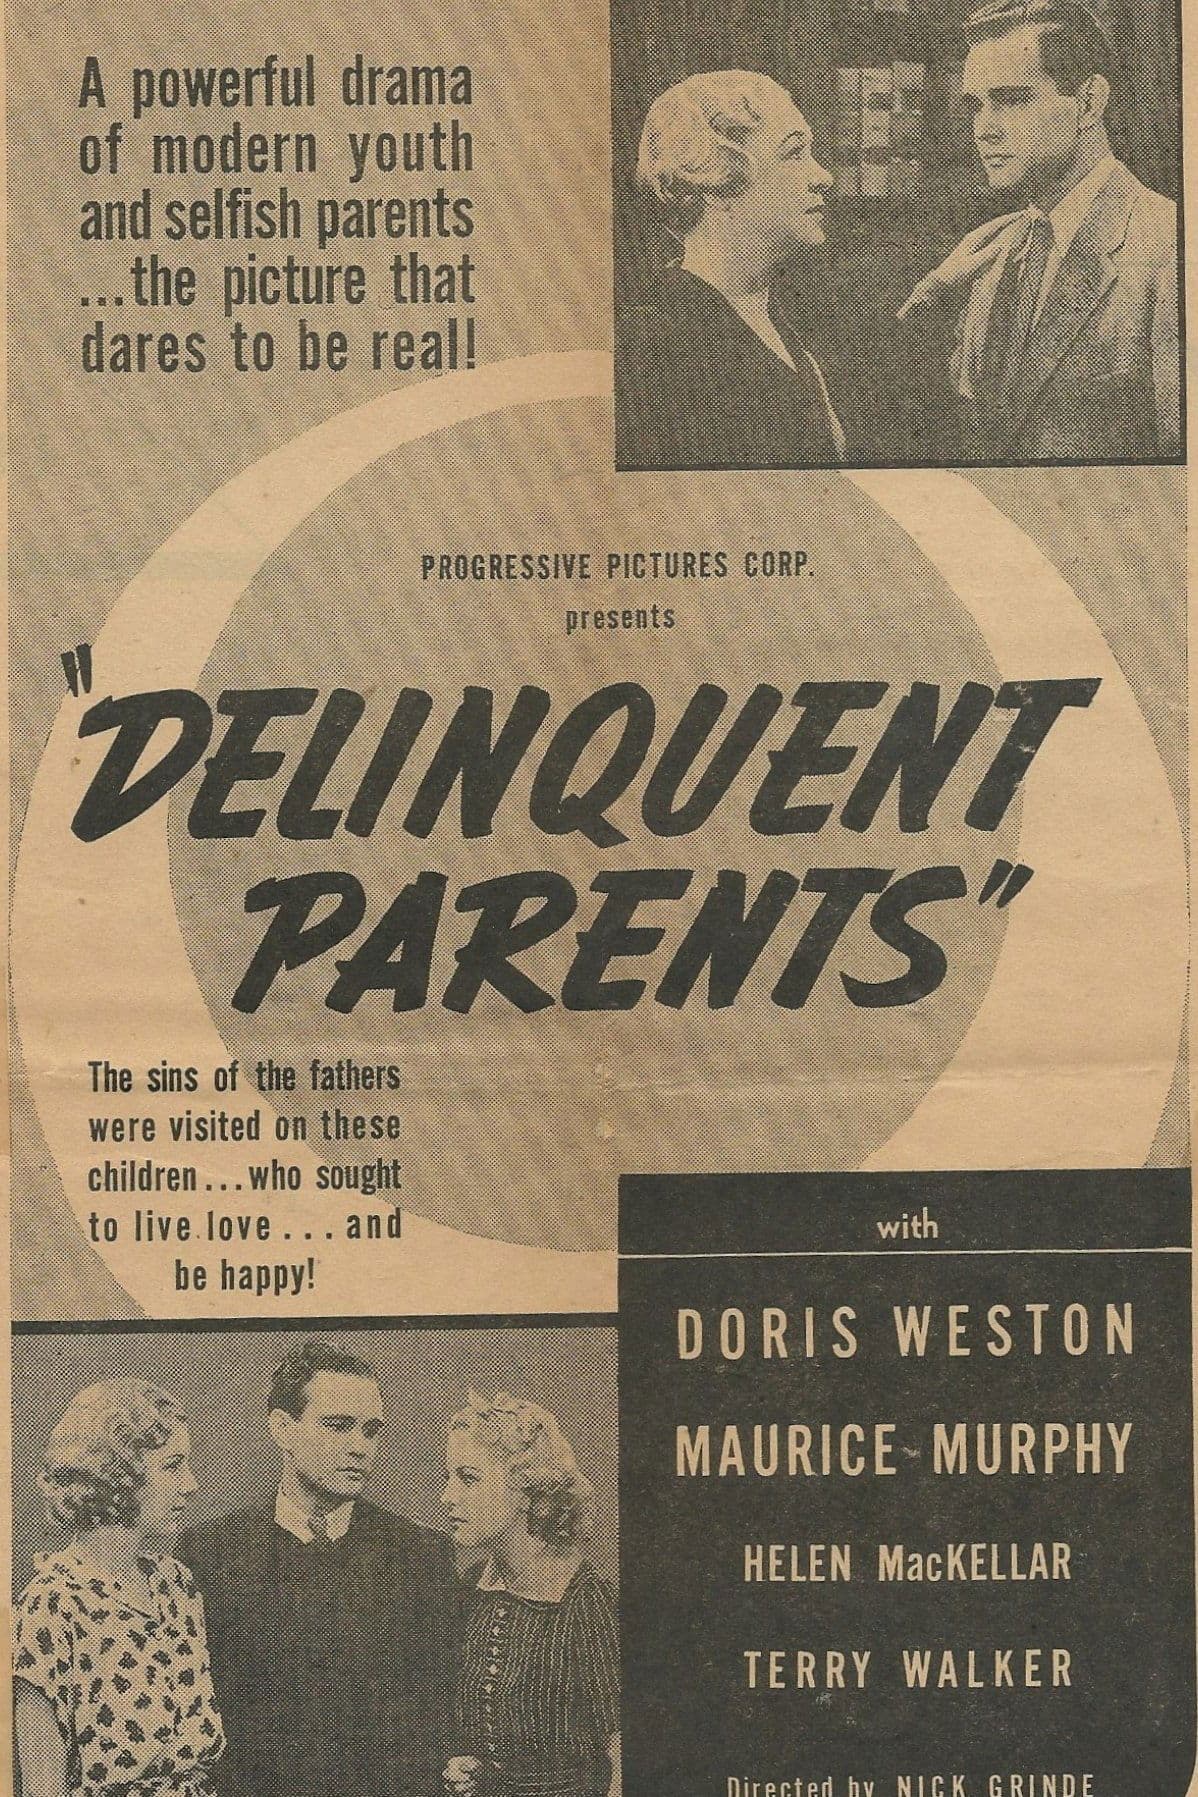 A powerful drama
of modern youth
and selfish parents
...the picture that
dares to be real!
PROGRESSIVE PICTURES CORP.
presents
"DELINQUENT
PARENTS"
The sins of the fathers
were visited on these
children...who sought
to live.love...and
be happy!
with
DORIS WESTON
MAURICE MURPHY
HELEN MacKELLAR
TERRY WALKER
Directed by NICK GRINDE